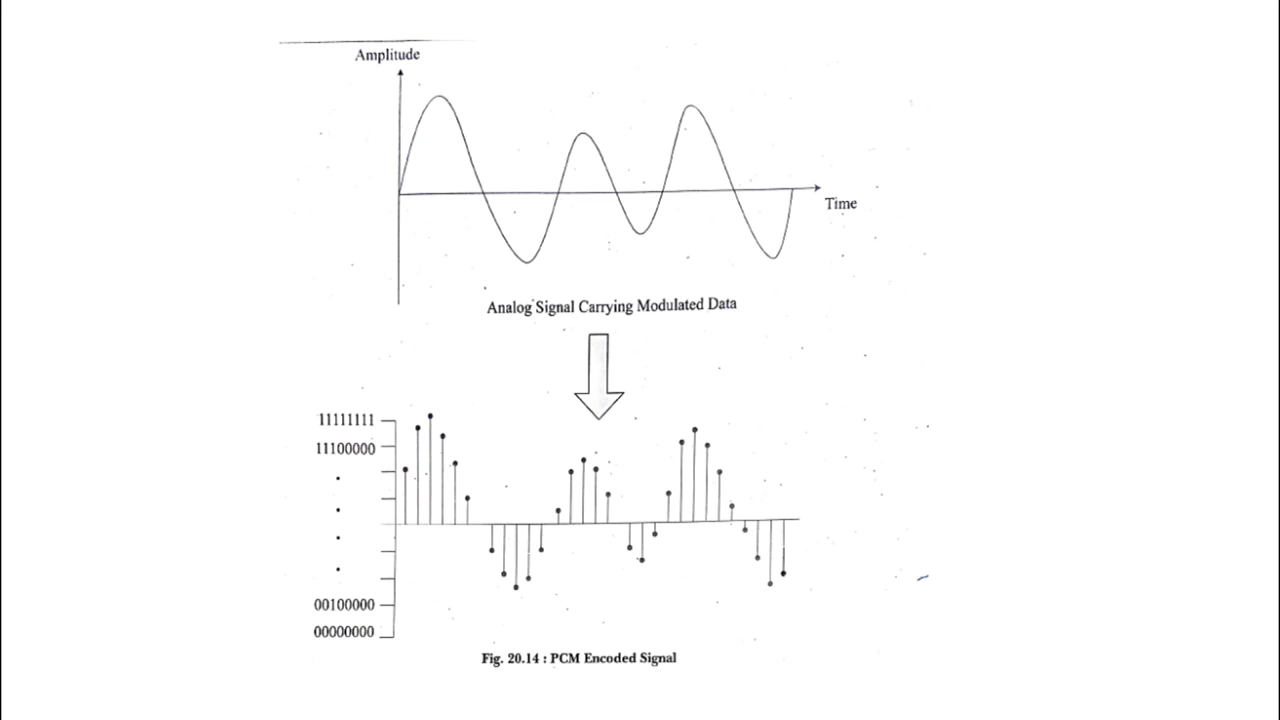 Amplitude
Time
Analog Signal Carrying Modulated Data
11111111
11100000
00100000
00000000
Fig. 20.14 : PCM Encoded Signal